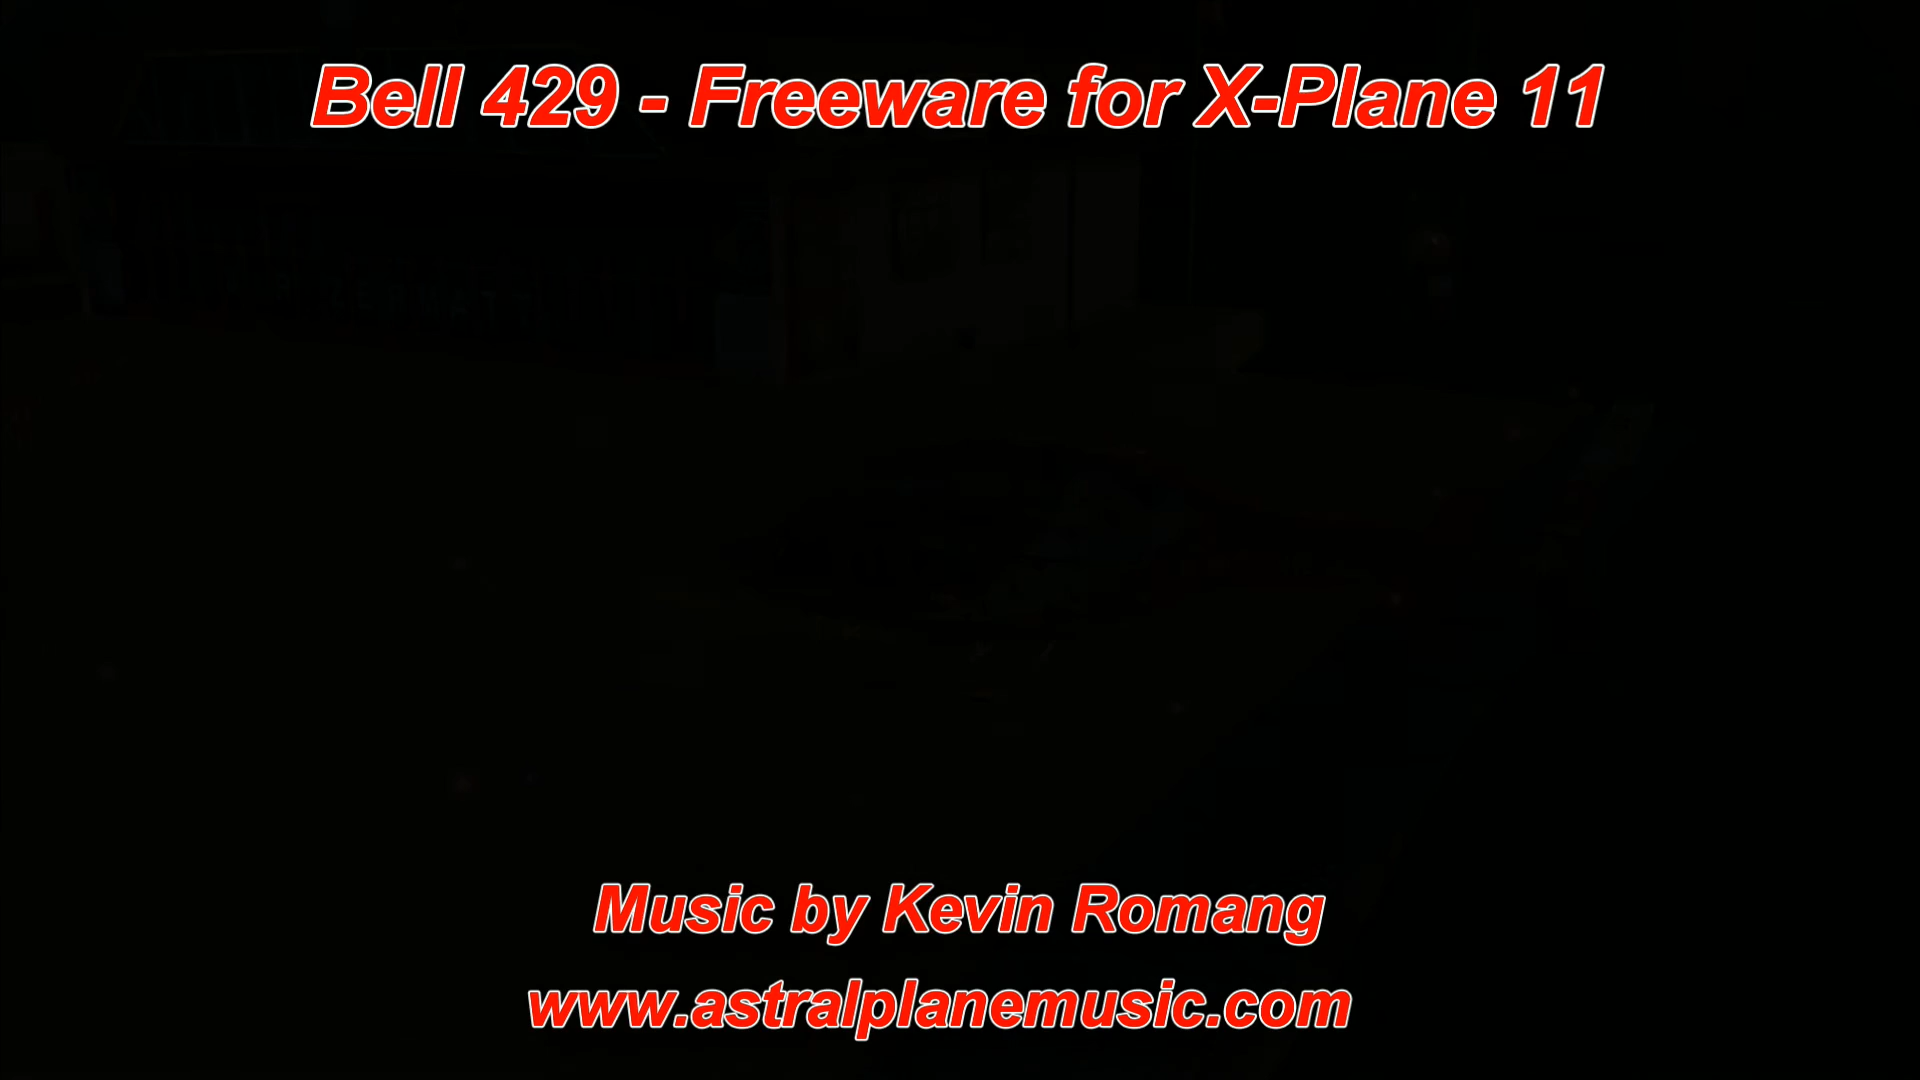 Bell 429 - Freeware for X-Plane 11
Music by Kevin Romang
www.astralplanemusic.com